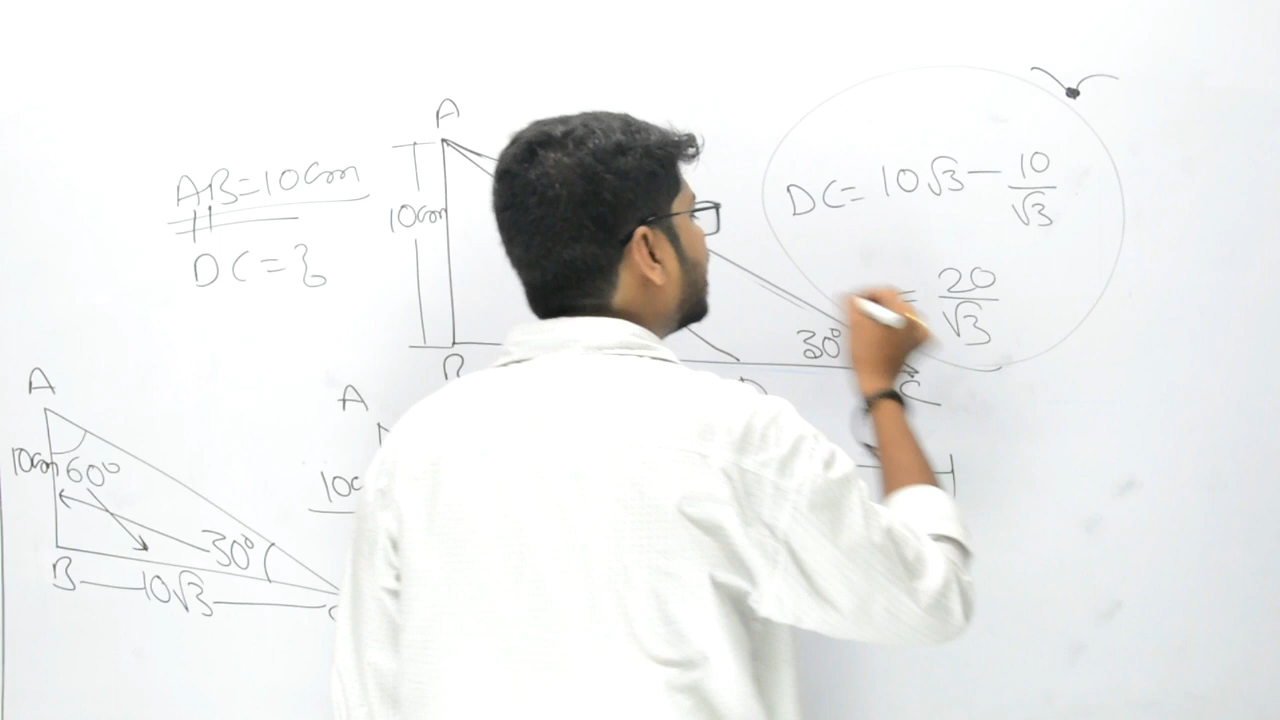 A
AB=10cm
DC=?
10cm
B
30°
C
DC= 10√3 - 10/√3
= 20/√3
A
10cm
60°
30°
B
10√3
A